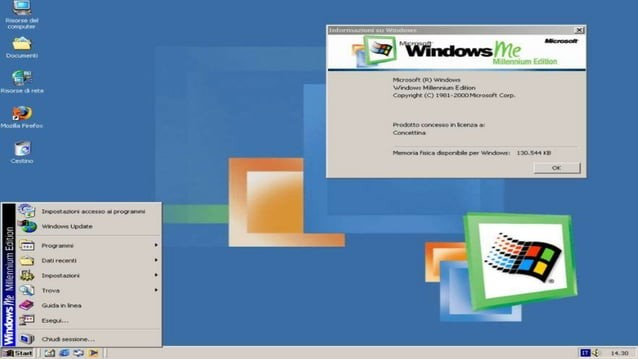 Risorse del
computer
Documenti
Risorse di rete
Mozilla Firefox
Cestino
Informazioni su Windows
Microsoft
Microsoft
Windows Me
Millennium Edition
Microsoft (R) Windows
Windows Millennium Edition
Copyright (C) 1981-2000 Microsoft Corp.
Prodotto concesso in licenza a:
Concettina
Memoria fisica disponibile per Windows: 130.544 KB
OK
Windows Me Millennium Edition
Impostazioni accesso ai programmi
Windows Update
Programmi
Dati recenti
Impostazioni
Trova
Guida in linea
Esegui...
Chiudi sessione...
Start
IT
14.30